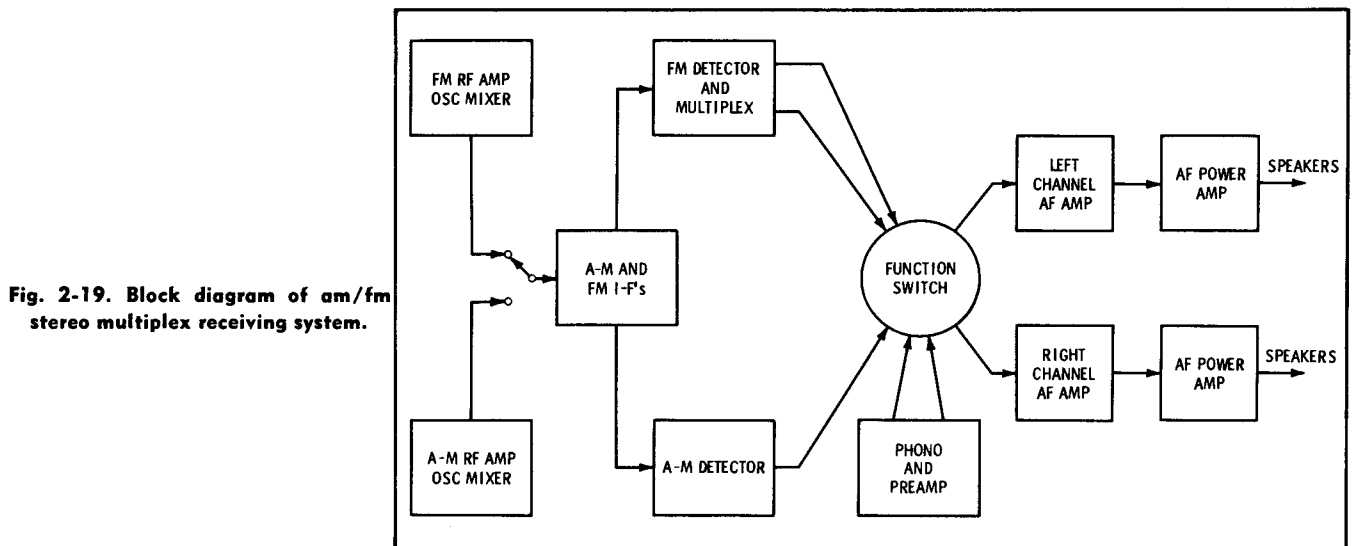 Fig. 2-19. Block diagram of am/fm
stereo multiplex receiving system.
FM RF AMP
OSC MIXER
A-M RF AMP
OSC MIXER
A-M AND
FM I-F's
FM DETECTOR
AND
MULTIPLEX
A-M DETECTOR
FUNCTION
SWITCH
PHONO
AND
PREAMP
LEFT
CHANNEL
AF AMP
AF POWER
AMP
SPEAKERS
RIGHT
CHANNEL
AF AMP
AF POWER
AMP
SPEAKERS